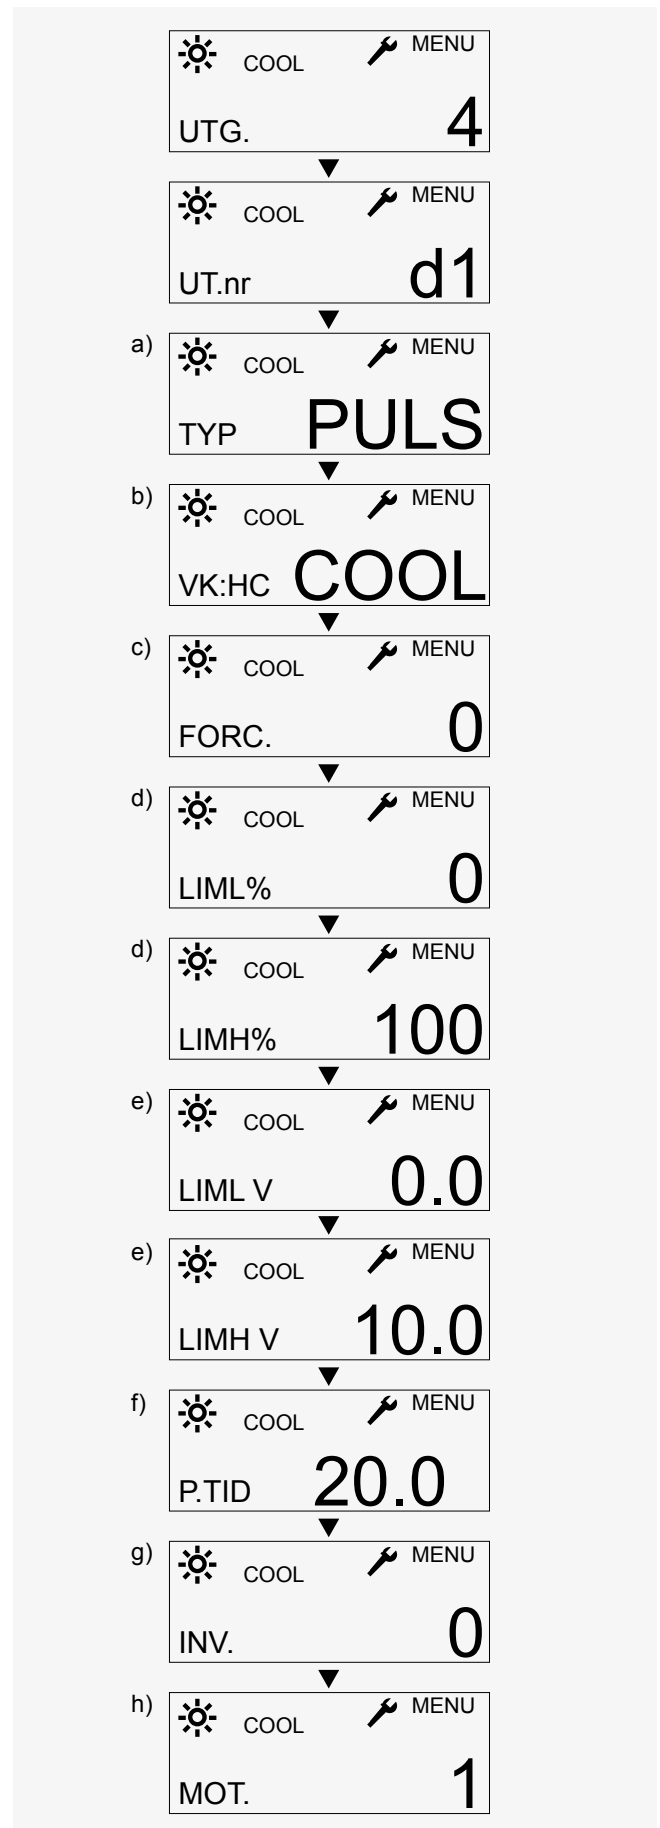 COOL MENU
UTG. 4
COOL MENU
UT.nr d1
a) COOL MENU
TYP PULS
b) COOL MENU
VK:HC COOL
c) COOL MENU
FORC. 0
d) COOL MENU
LIML% 0
d) COOL MENU
LIMH% 100
e) COOL MENU
LIML V 0.0
e) COOL MENU
LIMH V 10.0
f) COOL MENU
P.TID 20.0
g) COOL MENU
INV. 0
h) COOL MENU
MOT. 1